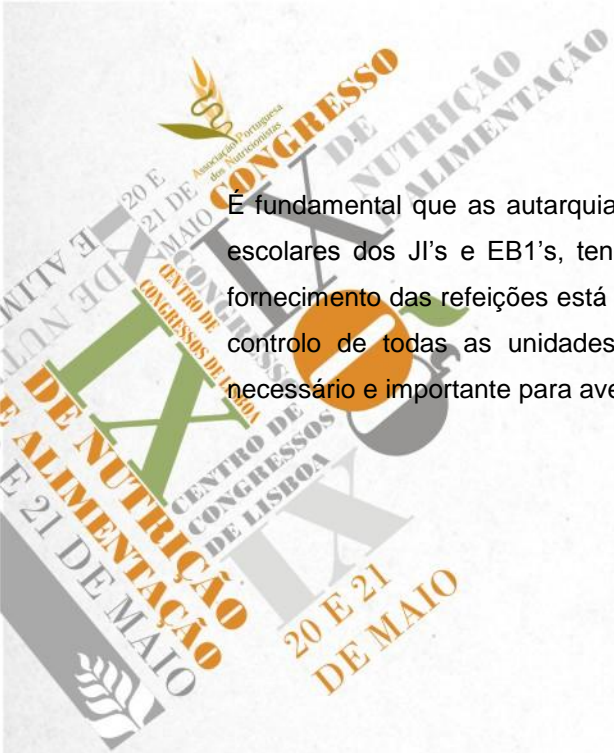 Associação Portuguesa
dos Nutricionistas
CONGRESSO
DE
NUTRIÇÃO
ALIMENTAÇÃO
IX
20 E
21 DE
MAIO
É fundamental que as autarquia
escolares dos JI's e EB1's, ten
fornecimento das refeições está
controlo de todas as unidades
necessário e importante para ave
CENTRO DE
CONGRESSOS DE LISBOA
IX
DE NUTRIÇÃO
E ALIMENTAÇÃO
E 21 DE MAIO
CENTRO DE
CONGRESSOS
DE LISBOA
IX
20 E 21
DE MAIO